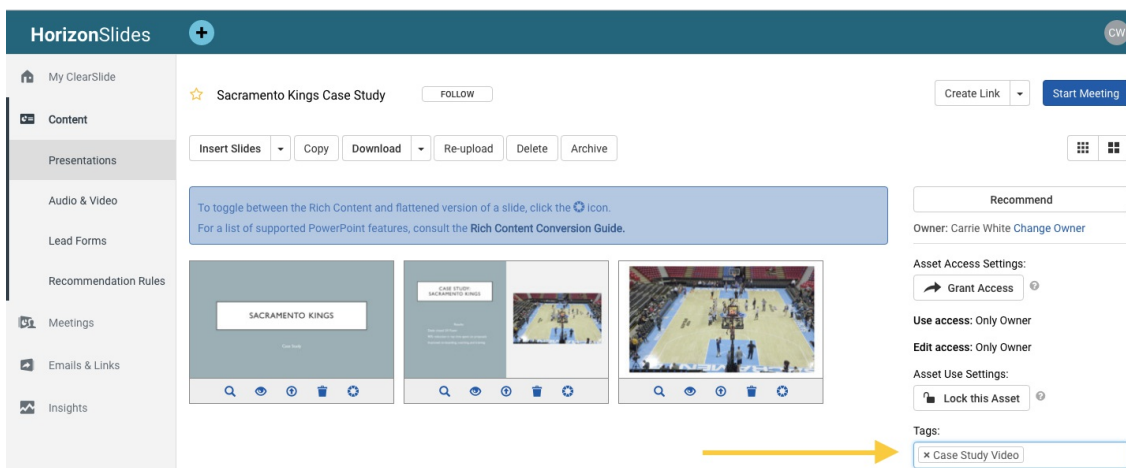 HorizonSlides
CW
My ClearSlide
Content
Presentations
Audio & Video
Lead Forms
Recommendation Rules
Meetings
Emails & Links
Insights
Sacramento Kings Case Study
FOLLOW
Create Link
Start Meeting
Insert Slides
Copy
Download
Re-upload
Delete
Archive
To toggle between the Rich Content and flattened version of a slide, click the icon.
For a list of supported PowerPoint features, consult the Rich Content Conversion Guide.
SACRAMENTO KINGS
Case Study
CASE STUDY:
SACRAMENTO KINGS
Recommend
Owner: Carrie White Change Owner
Asset Access Settings:
Grant Access
Use access: Only Owner
Edit access: Only Owner
Asset Use Settings:
Lock this Asset
Tags:
× Case Study Video